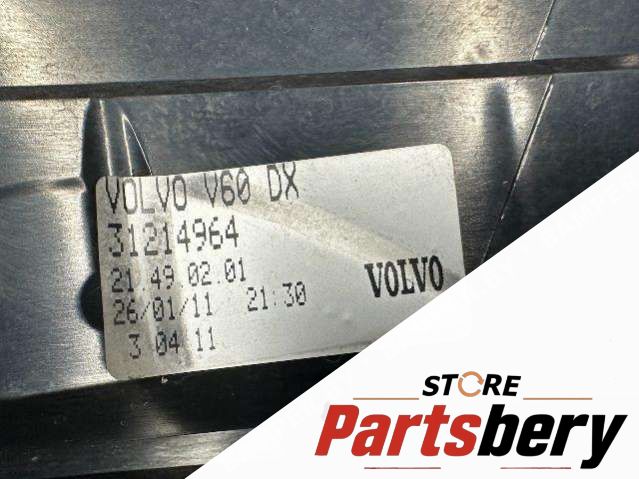 VOLVO V60 DX
31214964
21.49.02.01
26/01/11 21:30
VOLVO
3 04 11
STORE
Partsbery